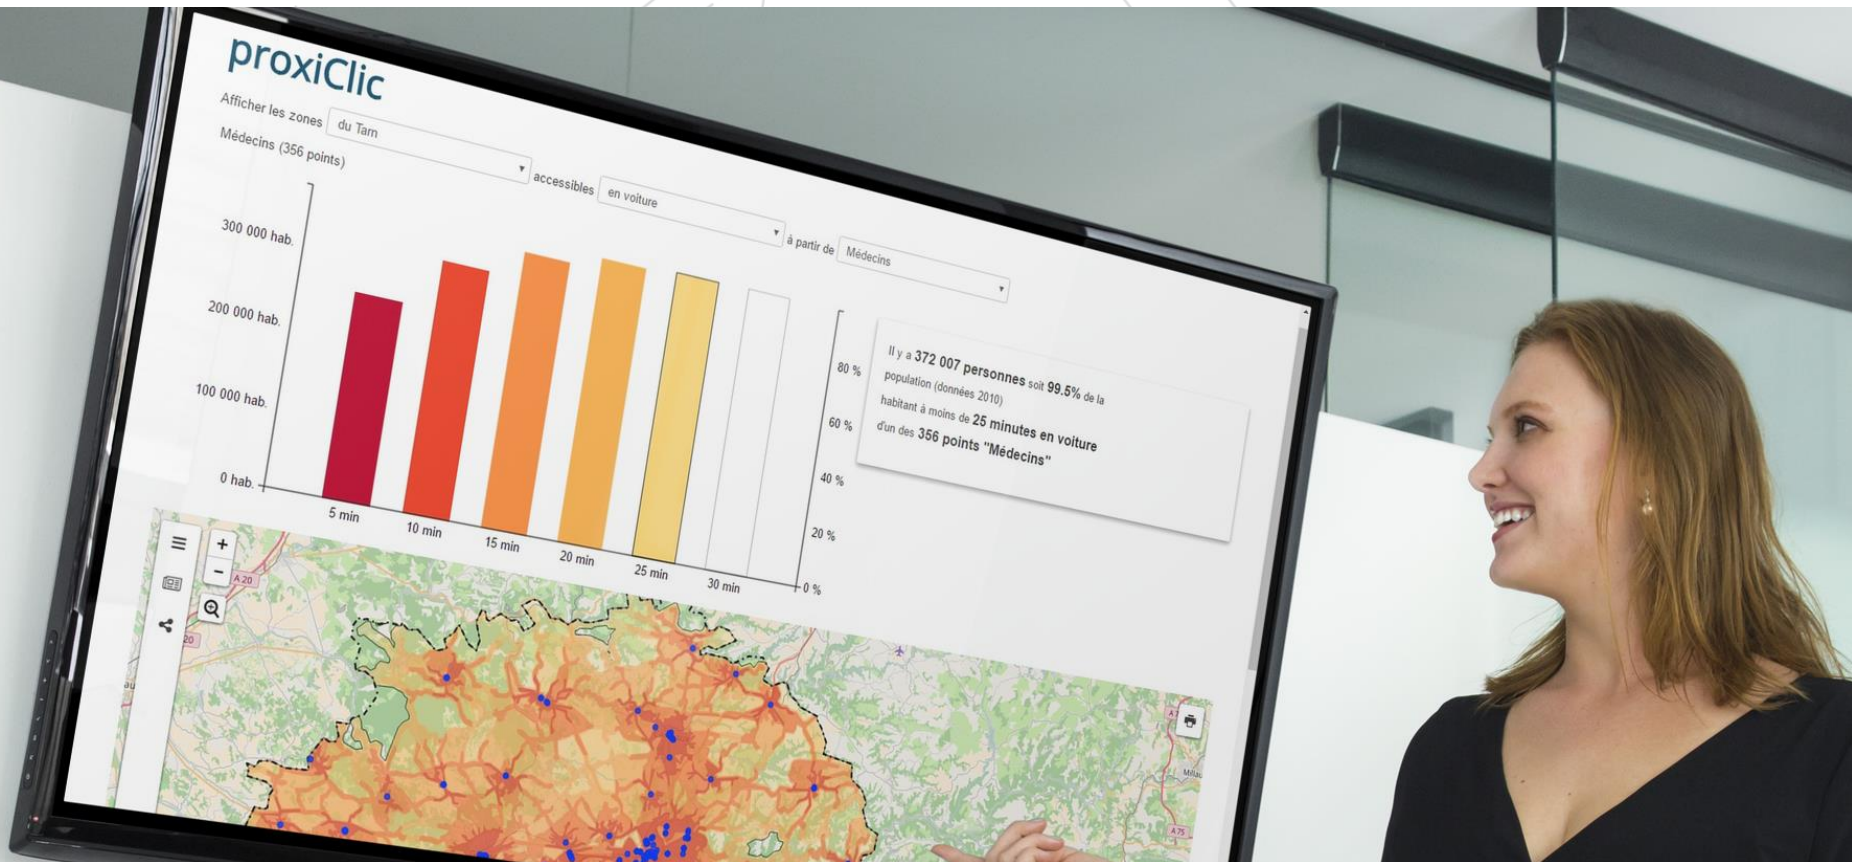 proxiClic
Afficher les zones du Tarn accessibles en voiture à partir de Médecins
Médecins (356 points)
300 000 hab.
200 000 hab.
100 000 hab.
0 hab.
5 min
10 min
15 min
20 min
25 min
30 min
80 %
60 %
40 %
20 %
0 %
Il y a 372 007 personnes soit 99.5% de la
population (données 2010)
habitant à moins de 25 minutes en voiture
d'un des 356 points "Médecins"
+
−
A 20
20
Millau
A 75